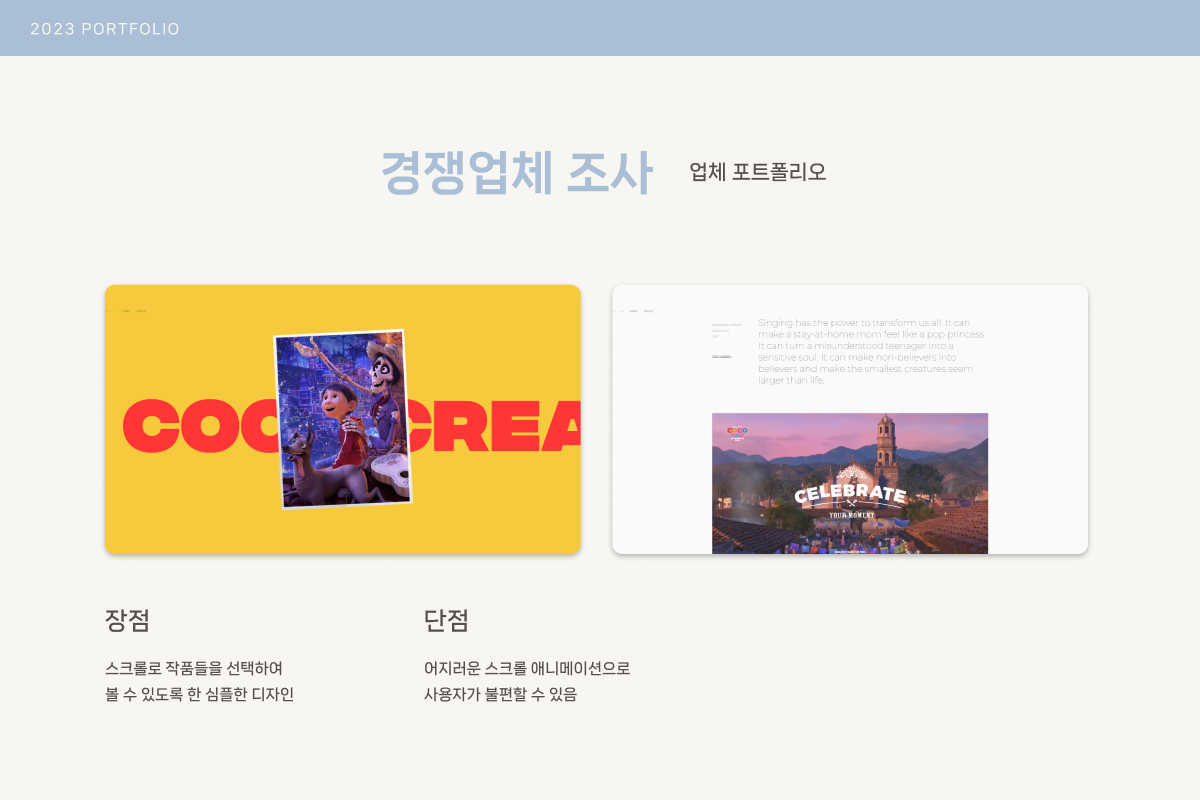 2023 PORTFOLIO
경쟁업체 조사
업체 포트폴리오
COC CREA
Singing has the power to transform us all. It can
make a stay-at-home mom feel like a pop princess.
It can turn a misunderstood teenager into a
sensitive soul. It can make non-believers into
believers and make the smallest creatures seem
larger than life.
COCO
CELEBRATE
YOUR MOMENT
장점
스크롤로 작품들을 선택하여
볼 수 있도록 한 심플한 디자인
단점
어지러운 스크롤 애니메이션으로
사용자가 불편할 수 있음